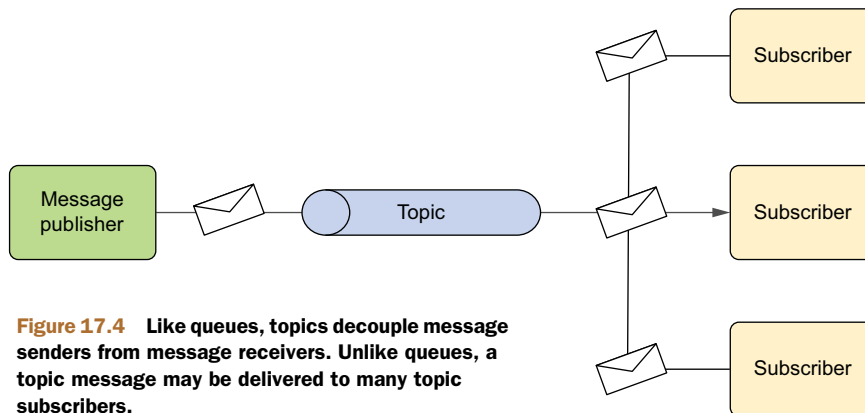 Subscriber
Message
publisher
Topic
Subscriber
Figure 17.4 Like queues, topics decouple message
senders from message receivers. Unlike queues, a
topic message may be delivered to many topic
subscribers.
Subscriber